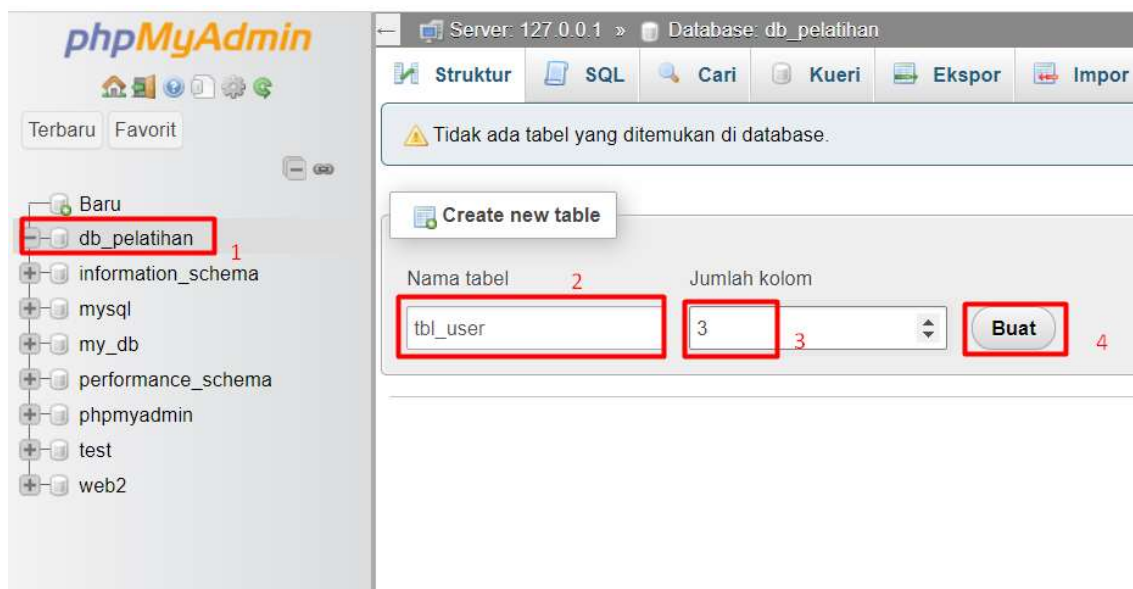 phpMyAdmin
Terbaru Favorit
Baru
db_pelatihan 1
information_schema
mysql
my_db
performance_schema
phpmyadmin
test
web2
Server: 127.0.0.1 » Database: db_pelatihan
Struktur SQL Cari Kueri Ekspor Impor
Tidak ada tabel yang ditemukan di database.
Create new table
Nama tabel 2 Jumlah kolom
tbl_user 3 3 Buat 4